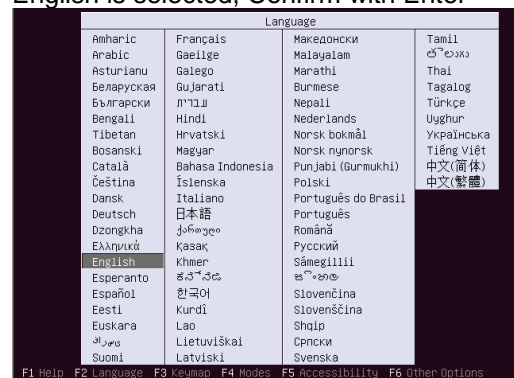 English is selected, Confirm with Enter
Language
Amharic
Arabic
Asturianu
Беларуская
Български
Bengali
Tibetan
Bosanski
Català
Čeština
Dansk
Deutsch
Dzongkha
Ελληνικά
English
Esperanto
Español
Eesti
Euskara
Suomi
Français
Gaeilge
Galego
Gujarati
עברית
Hindi
Hrvatski
Magyar
Bahasa Indonesia
Íslenska
Italiano
日本語
ქართული
Қазақ
Khmer
한국어
Kurdî
Lao
Lietuviškai
Latviski
Македонски
Malayalam
Marathi
Burmese
Nepali
Nederlands
Norsk bokmål
Norsk nynorsk
Punjabi (Gurmukhi)
Polski
Português do Brasil
Português
Română
Русский
Sámegillii
Slovenčina
Slovenščina
Shqip
Српски
Svenska
Tamil
Thai
Tagalog
Türkçe
Uyghur
Українська
Tiếng Việt
中文(简体)
中文(繁體)
F1 Help F2 Language F3 Keymap F4 Modes F5 Accessibility F6 Other Options